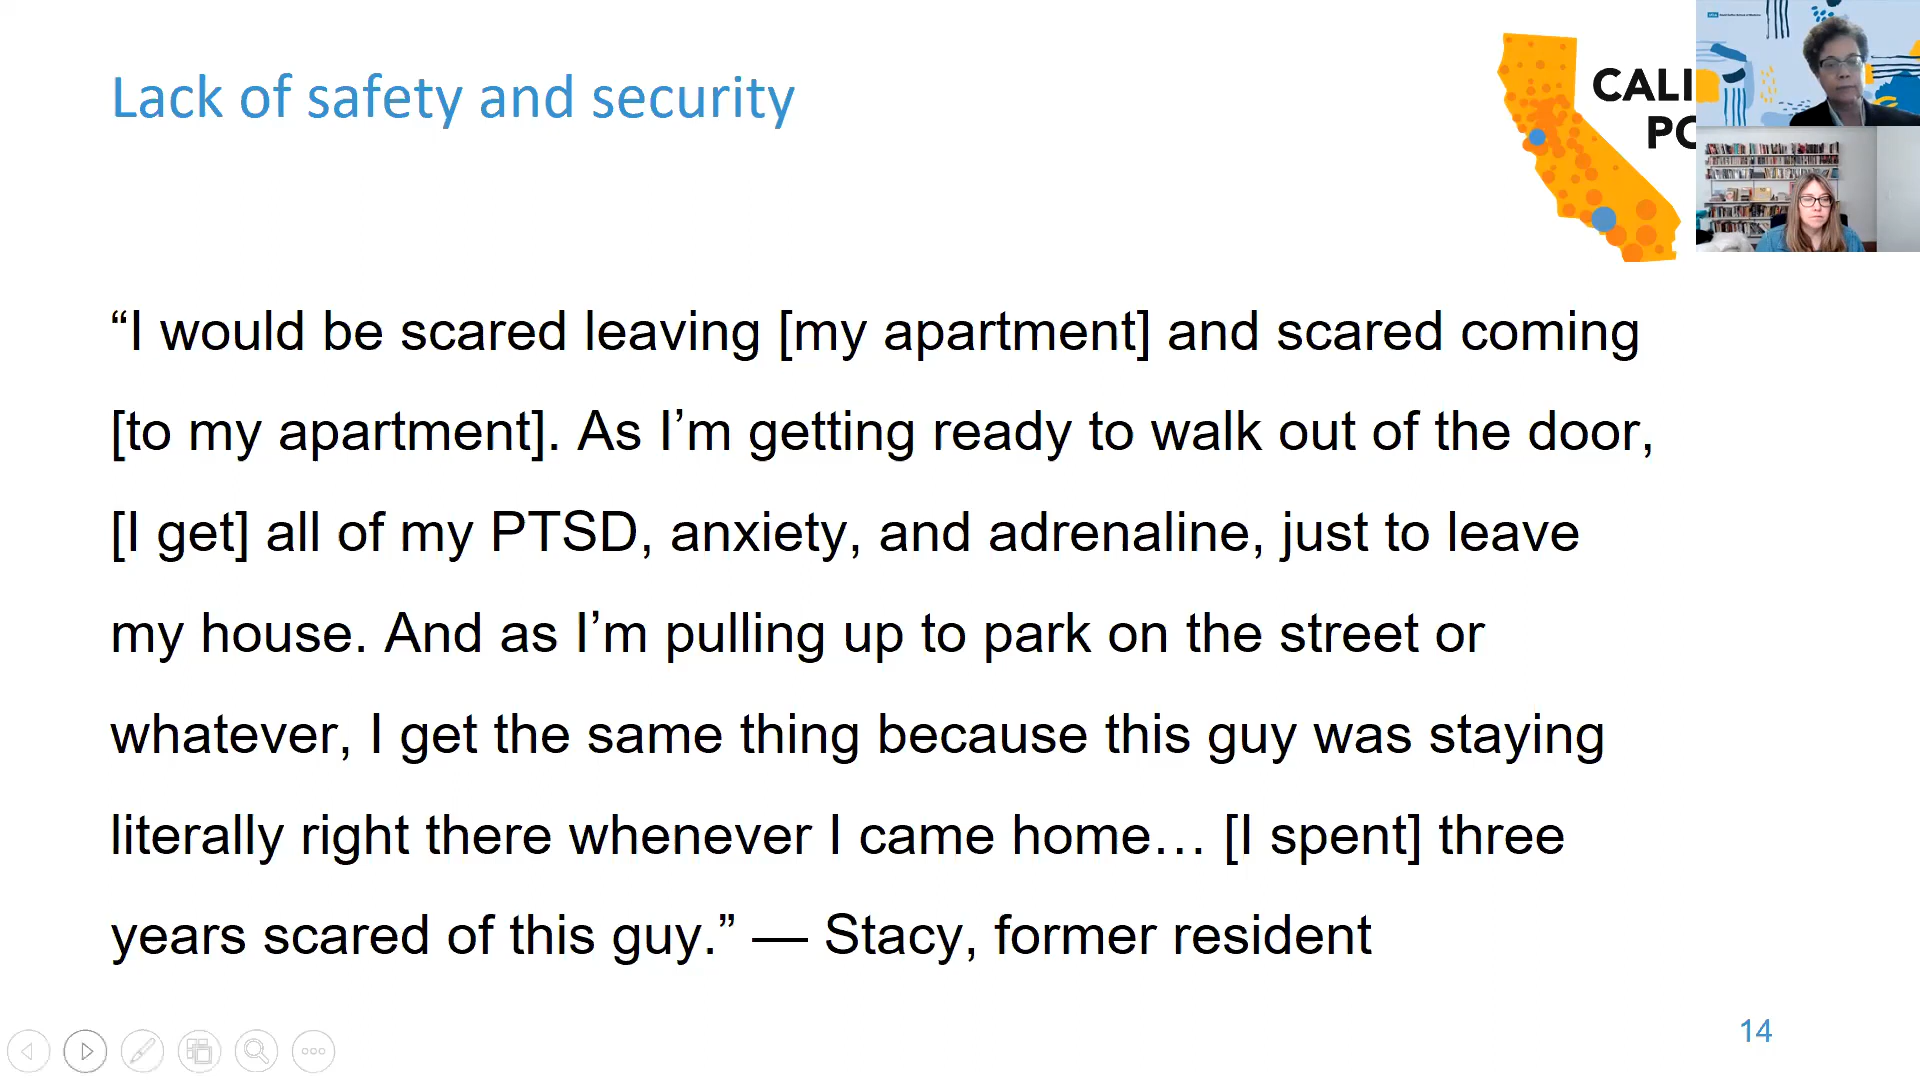 Lack of safety and security
CALI
PO
“I would be scared leaving [my apartment] and scared coming
[to my apartment]. As I’m getting ready to walk out of the door,
[I get] all of my PTSD, anxiety, and adrenaline, just to leave
my house. And as I’m pulling up to park on the street or
whatever, I get the same thing because this guy was staying
literally right there whenever I came home… [I spent] three
years scared of this guy.” — Stacy, former resident
14